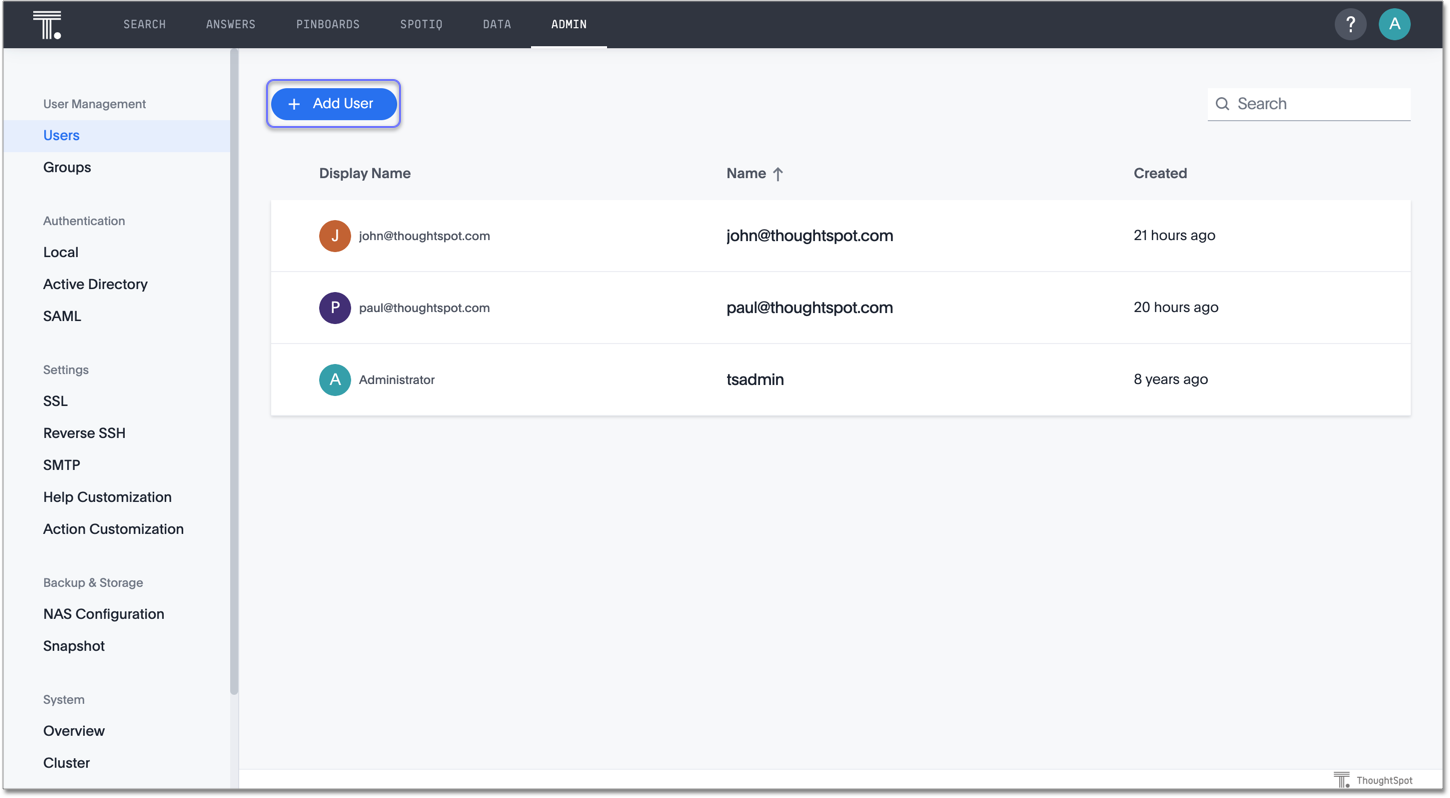 T. SEARCH ANSWERS PINBOARDS SPOTIQ DATA ADMIN ? A
User Management
Users
Groups
Authentication
Local
Active Directory
SAML
Settings
SSL
Reverse SSH
SMTP
Help Customization
Action Customization
Backup & Storage
NAS Configuration
Snapshot
System
Overview
Cluster
+ Add User
Search
Display Name Name ↑ Created
J john@thoughtspot.com john@thoughtspot.com 21 hours ago
P paul@thoughtspot.com paul@thoughtspot.com 20 hours ago
A Administrator tsadmin 8 years ago
T. ThoughtSpot